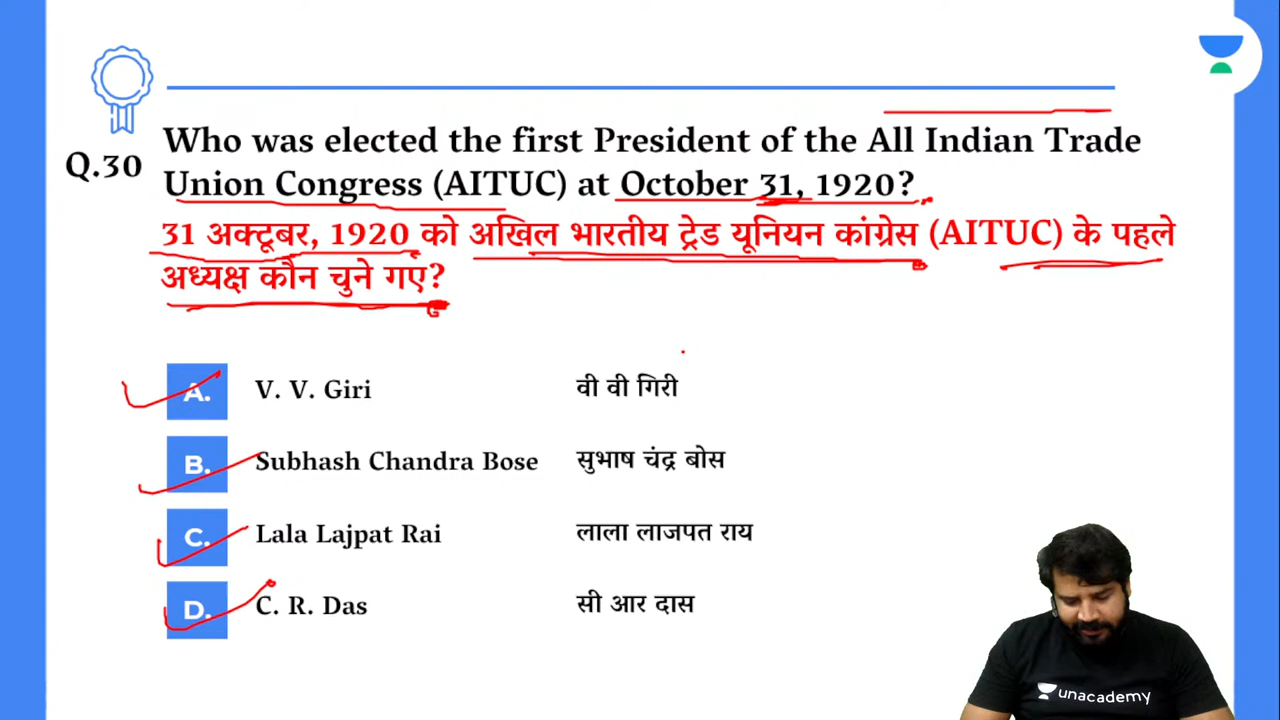 Who was elected the first President of the All Indian Trade
Q.30
Union Congress (AITUC) at October 31, 1920?
31 अक्टूबर, 1920 को अखिल भारतीय ट्रेड यूनियन कांग्रेस (AITUC) के पहले
अध्यक्ष कौन चुने गए?
A. V. V. Giri वी वी गिरी
B. Subhash Chandra Bose सुभाष चंद्र बोस
C. Lala Lajpat Rai लाला लाजपत राय
D. C. R. Das सी आर दास
unacademy